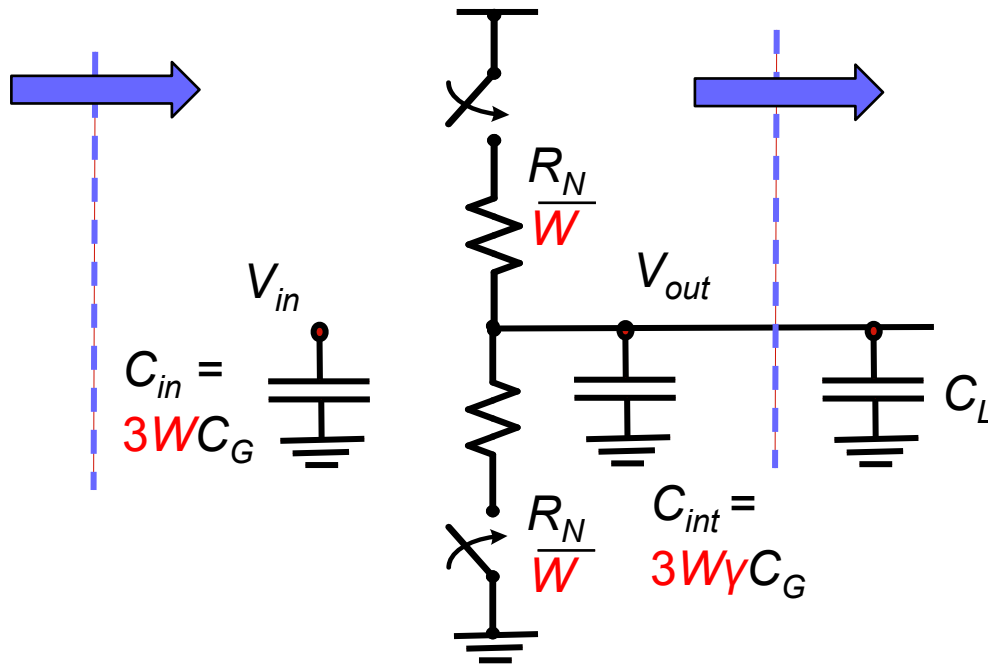 R_N
W
V_in
V_out
C_in =
3WC_G
C_L
R_N
W
C_int =
3WγC_G